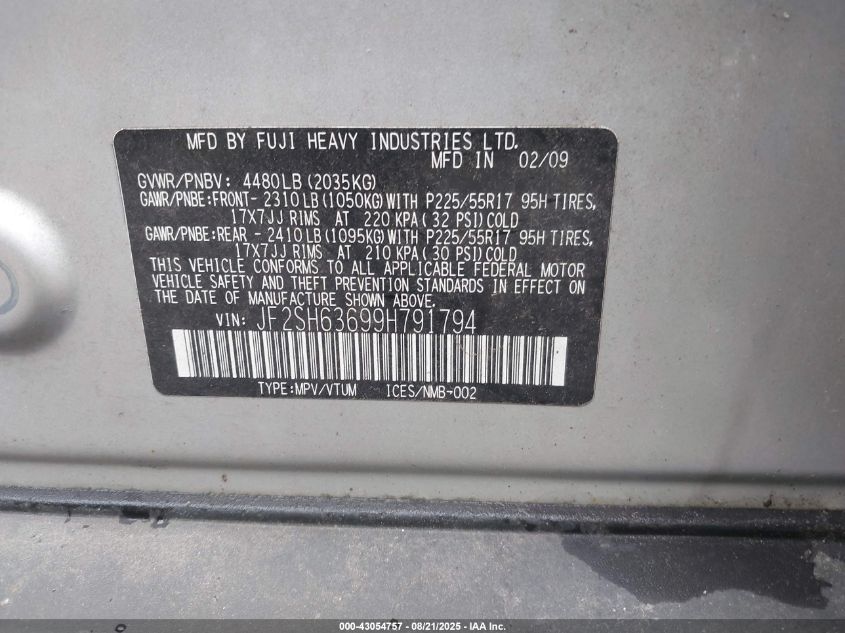 MFD BY FUJI HEAVY INDUSTRIES LTD.
MFD IN 02/09
GVWR/PNBV: 4480LB (2035KG)
GAWR/PNBE:FRONT- 2310LB(1050KG)WITH P225/55R17 95H TIRES,
17X7JJ RIMS AT 220 KPA(32 PSI)COLD
GAWR/PNBE:REAR - 2410LB(1095KG)WITH P225/55R17 95H TIRES,
17X7JJ RIMS AT 210 KPA(30 PSI)COLD
THIS VEHICLE CONFORMS TO ALL APPLICABLE FEDERAL MOTOR
VEHICLE SAFETY AND THEFT PREVENTION STANDARDS IN EFFECT ON
THE DATE OF MANUFACTURE SHOWN ABOVE.
VIN: JF2SH63699H791794
TYPE:MPV/VTUM ICES/NMB-002
000-43054757 - 08/21/2025 - IAA Inc.